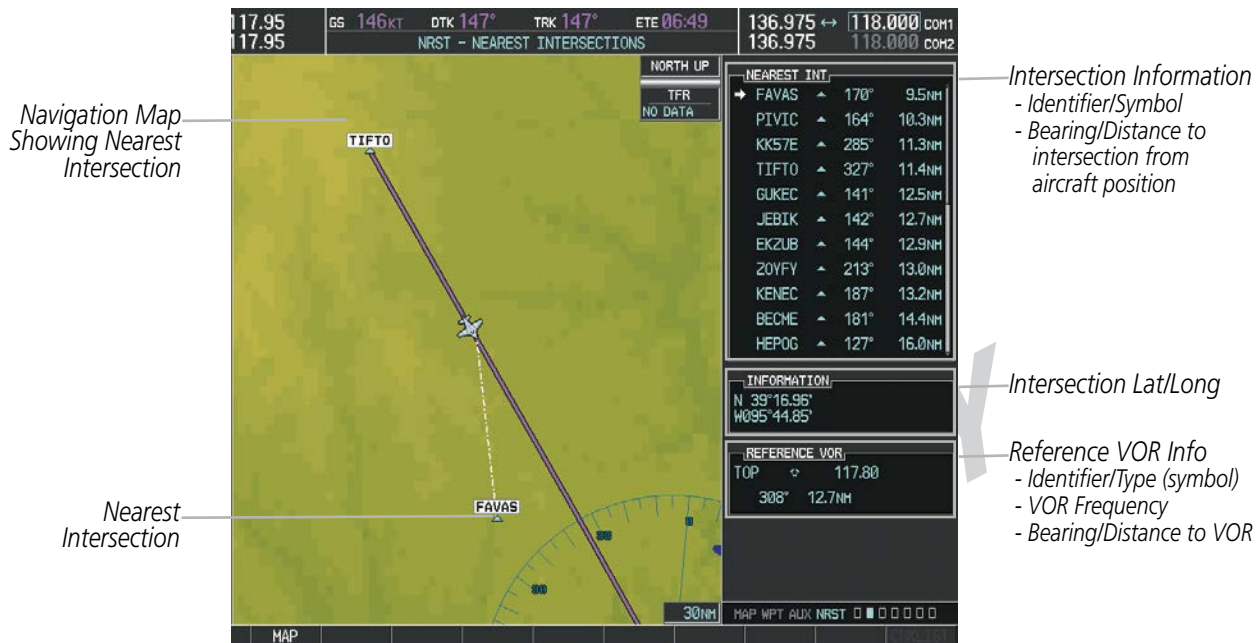 117.95
117.95
GS 146KT DTK 147° TRK 147° ETE 06:49
NRST - NEAREST INTERSECTIONS
136.975 ↔ 118.000 COM1
136.975 118.000 COM2
NORTH UP
TFR
NO DATA
TIFTO
FAVAS
30
0
30NM
NEAREST INT
FAVAS 170° 9.5NM
PIVIC 164° 10.3NM
KK57E 285° 11.3NM
TIFTO 327° 11.4NM
GUKEC 141° 12.5NM
JEBIK 142° 12.7NM
EKZUB 144° 12.9NM
ZOYFY 213° 13.0NM
KENEC 187° 13.2NM
BECME 181° 14.4NM
HEPOG 127° 16.0NM
INFORMATION
N 39°16.96'
W095°44.85'
REFERENCE VOR
TOP 117.80
308° 12.7NM
MAP WPT AUX NRST
MAP
Navigation Map
Showing Nearest
Intersection
Nearest
Intersection
Intersection Information
- Identifier/Symbol
- Bearing/Distance to
intersection from
aircraft position
Intersection Lat/Long
Reference VOR Info
- Identifier/Type (symbol)
- VOR Frequency
- Bearing/Distance to VOR